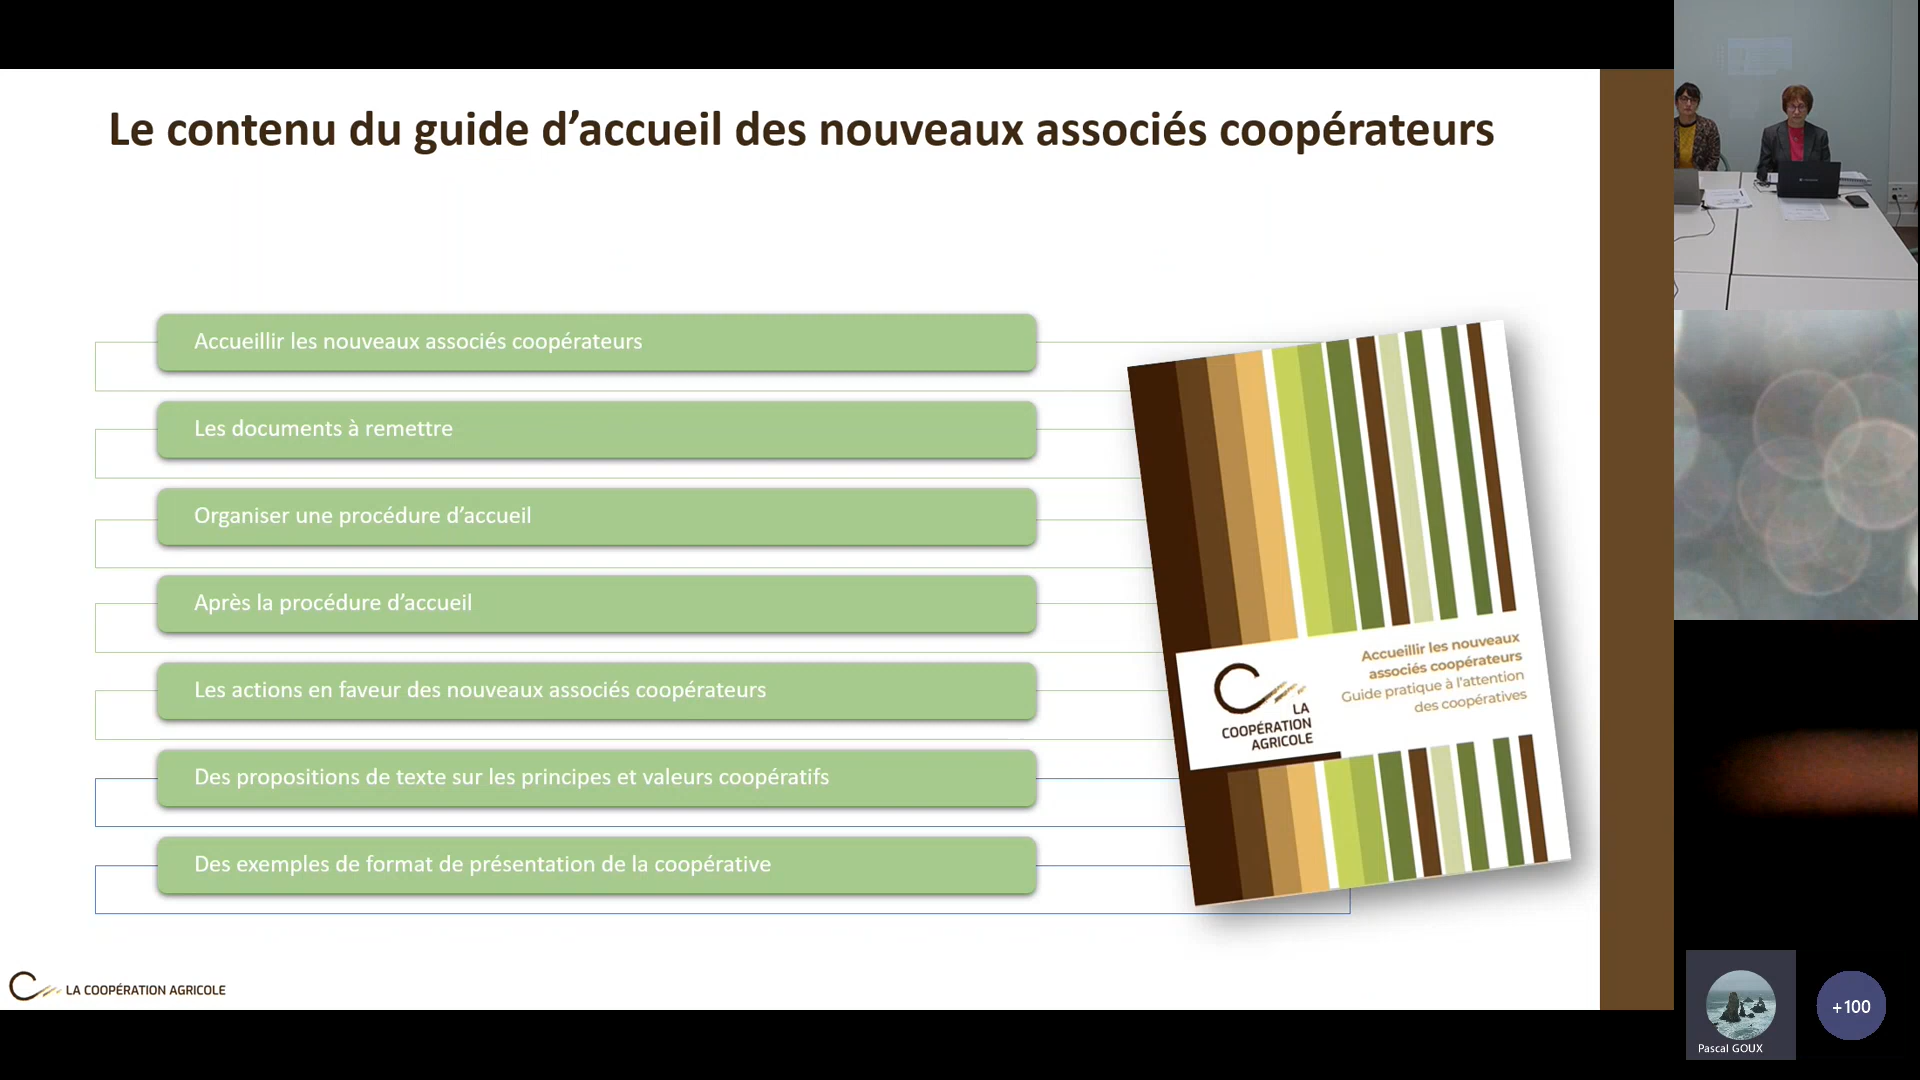 Le contenu du guide d’accueil des nouveaux associés coopérateurs
Accueillir les nouveaux associés coopérateurs
Les documents à remettre
Organiser une procédure d’accueil
Après la procédure d’accueil
Les actions en faveur des nouveaux associés coopérateurs
Des propositions de texte sur les principes et valeurs coopératifs
Des exemples de format de présentation de la coopérative
Accueillir les nouveaux
associés coopérateurs
Guide pratique à l’attention
des coopératives
LA
COOPÉRATION
AGRICOLE
LA COOPÉRATION AGRICOLE
Pascal GOUX
+100